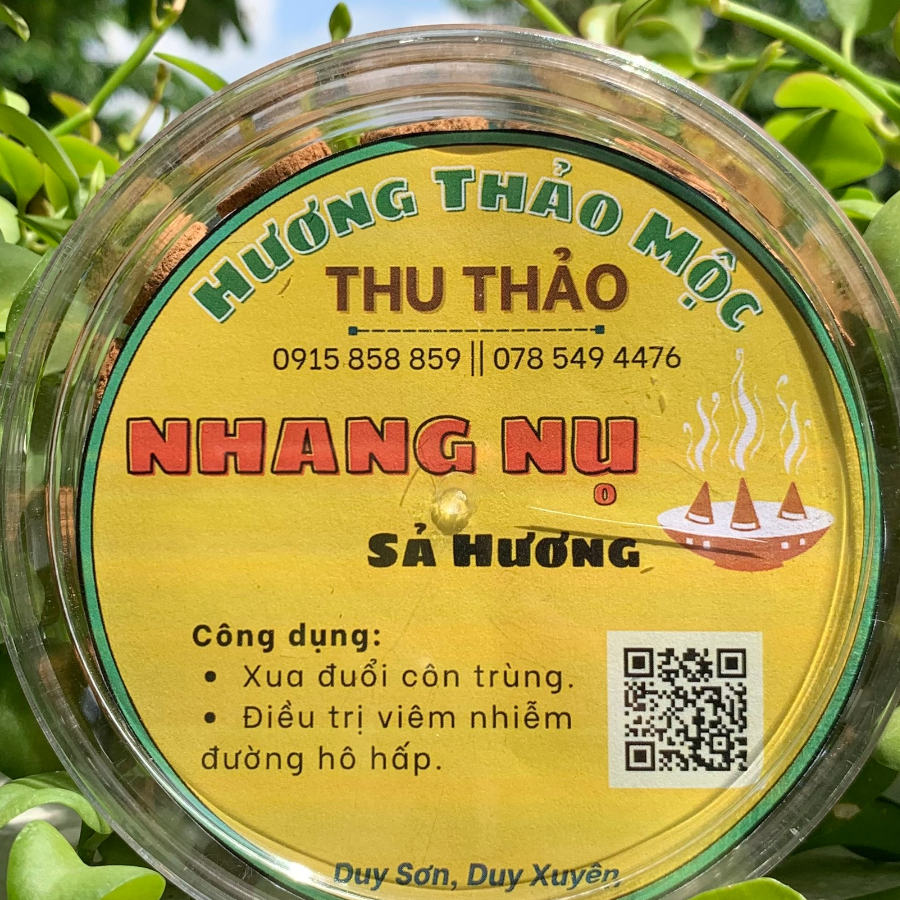 HƯƠNG THẢO MỘC
THU THẢO
0915 858 859 || 078 549 4476
NHANG NỤ
SẢ HƯƠNG
Công dụng:
• Xua đuổi côn trùng.
• Điều trị viêm nhiễm
đường hô hấp.
Duy Sơn, Duy Xuyên